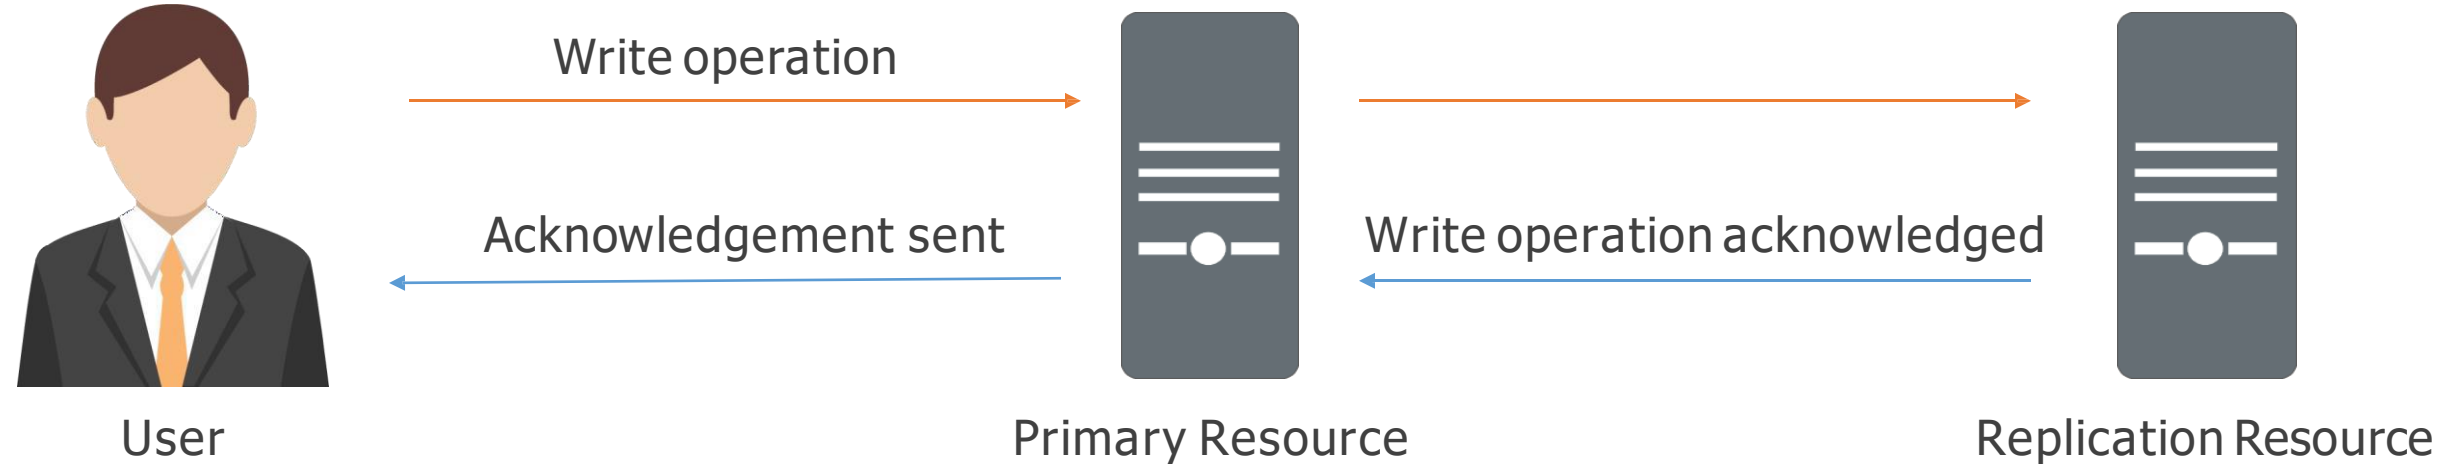 Write operation
Acknowledgement sent
Write operation acknowledged
User
Primary Resource
Replication Resource